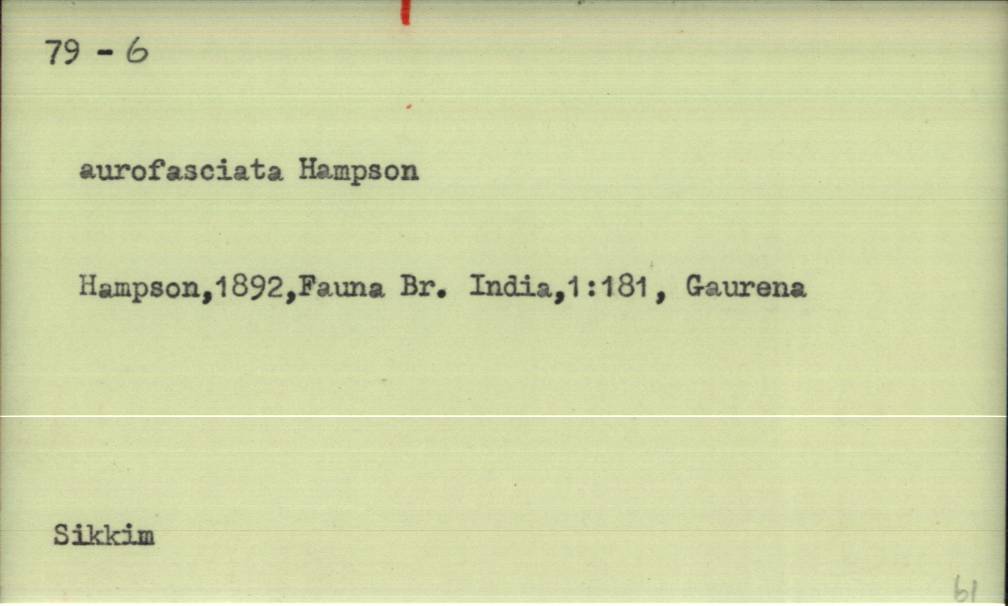 79 - 6
aurofasciata Hampson
Hampson,1892,Fauna Br. India,1:181, Gaurena
Sikkim
61